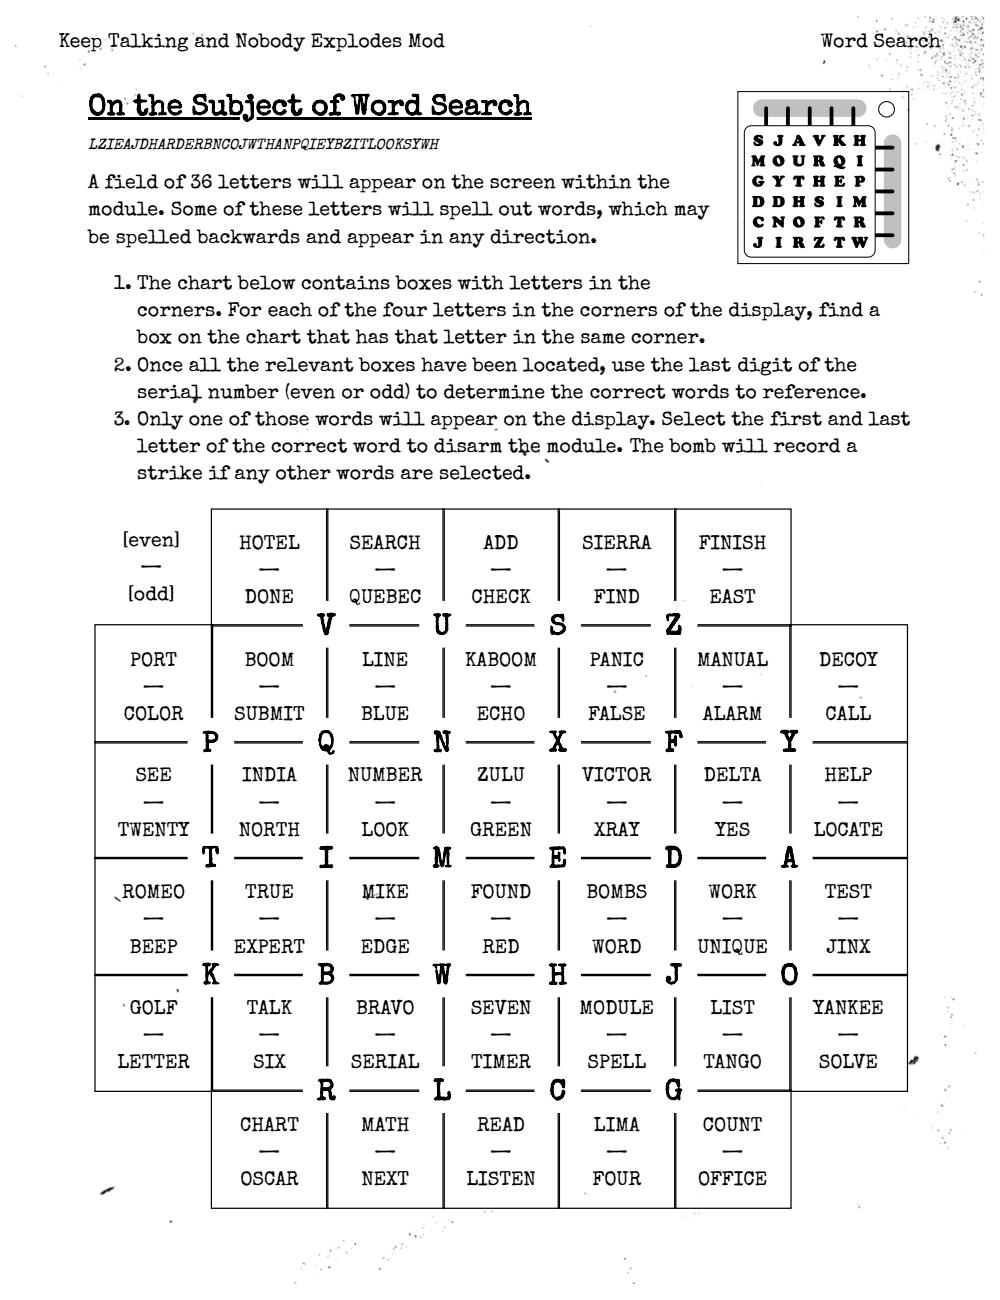 Keep Talking and Nobody Explodes Mod Word Search
On the Subject of Word Search
LZIEAJDHARDERBNCOJWTHANPQIEYBZITLOOKSYWH
A field of 36 letters will appear on the screen within the
module. Some of these letters will spell out words, which may
be spelled backwards and appear in any direction.
S J A V K H
M O U R Q I
G Y T H E P
D D H S I M
C N O F T R
J I R Z T W
1. The chart below contains boxes with letters in the
corners. For each of the four letters in the corners of the display, find a
box on the chart that has that letter in the same corner.
2. Once all the relevant boxes have been located, use the last digit of the
serial number (even or odd) to determine the correct words to reference.
3. Only one of those words will appear on the display. Select the first and last
letter of the correct word to disarm the module. The bomb will record a
strike if any other words are selected.
[even] HOTEL SEARCH ADD SIERRA FINISH
— — — — — —
[odd] DONE QUEBEC CHECK FIND EAST
V U S Z
PORT BOOM LINE KABOOM PANIC MANUAL DECOY
— — — — — — —
COLOR SUBMIT BLUE ECHO FALSE ALARM CALL
P Q N X F Y
SEE INDIA NUMBER ZULU VICTOR DELTA HELP
— — — — — — —
TWENTY NORTH LOOK GREEN XRAY YES LOCATE
T I M E D A
ROMEO TRUE MIKE FOUND BOMBS WORK TEST
— — — — — — —
BEEP EXPERT EDGE RED WORD UNIQUE JINX
K B W H J O
GOLF TALK BRAVO SEVEN MODULE LIST YANKEE
— — — — — — —
LETTER SIX SERIAL TIMER SPELL TANGO SOLVE
R L C G
CHART MATH READ LIMA COUNT
— — — — —
OSCAR NEXT LISTEN FOUR OFFICE